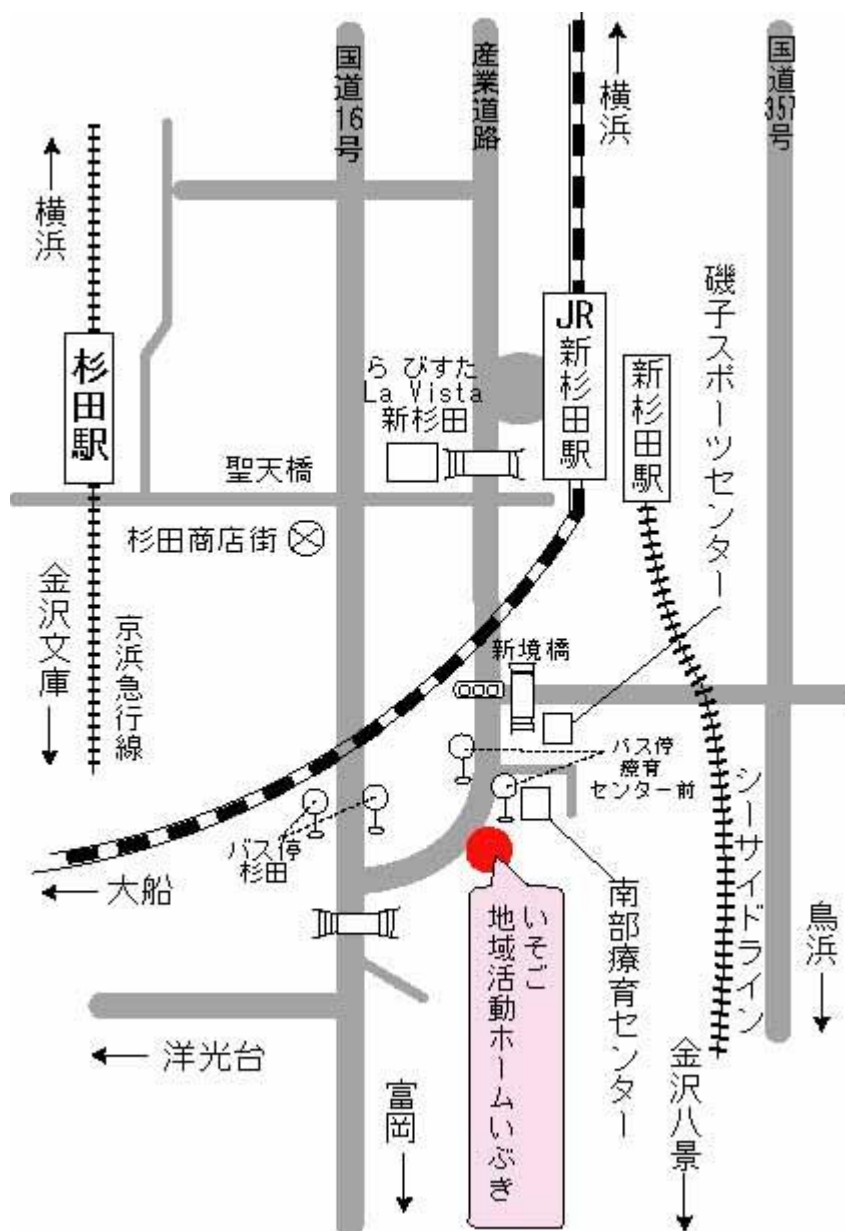 国道16号
産業道路
横浜
国道357号
横浜
杉田駅
JR
新杉田駅
らびすた
La Vista
新杉田
新杉田駅
磯子スポーツセンター
聖天橋
杉田商店街
金沢文庫
京浜急行線
新境橋
バス停
療育
センター前
バス停
杉田
大船
シーサイドライン
鳥浜
いそご
地域活動ホームいぶき
南部療育センター
洋光台
富岡
金沢八景